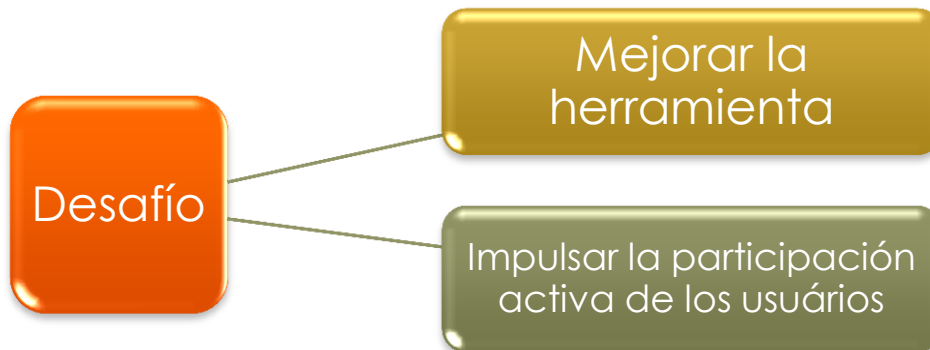 Desafío
Mejorar la
herramienta
Impulsar la participación
activa de los usuários